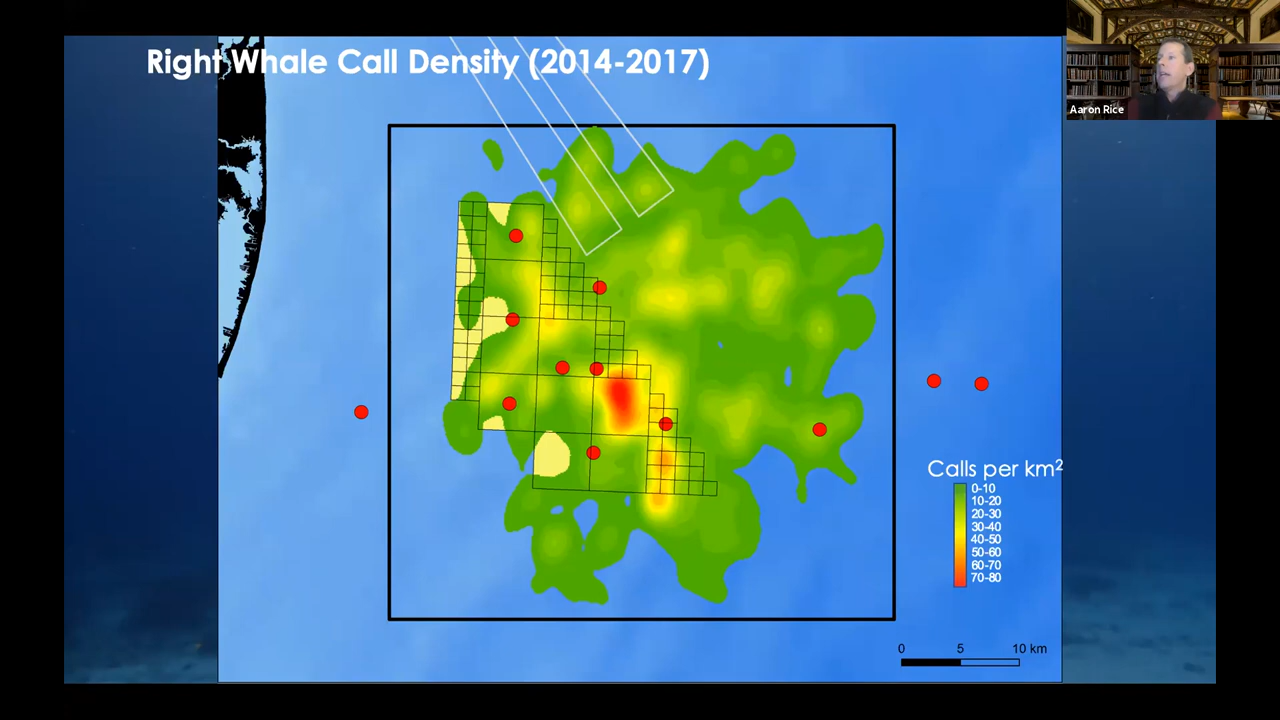 Right Whale Call Density (2014-2017)
Aaron Rice
Calls per km²
0-10
10-20
20-30
30-40
40-50
50-60
60-70
70-80
0 5 10 km